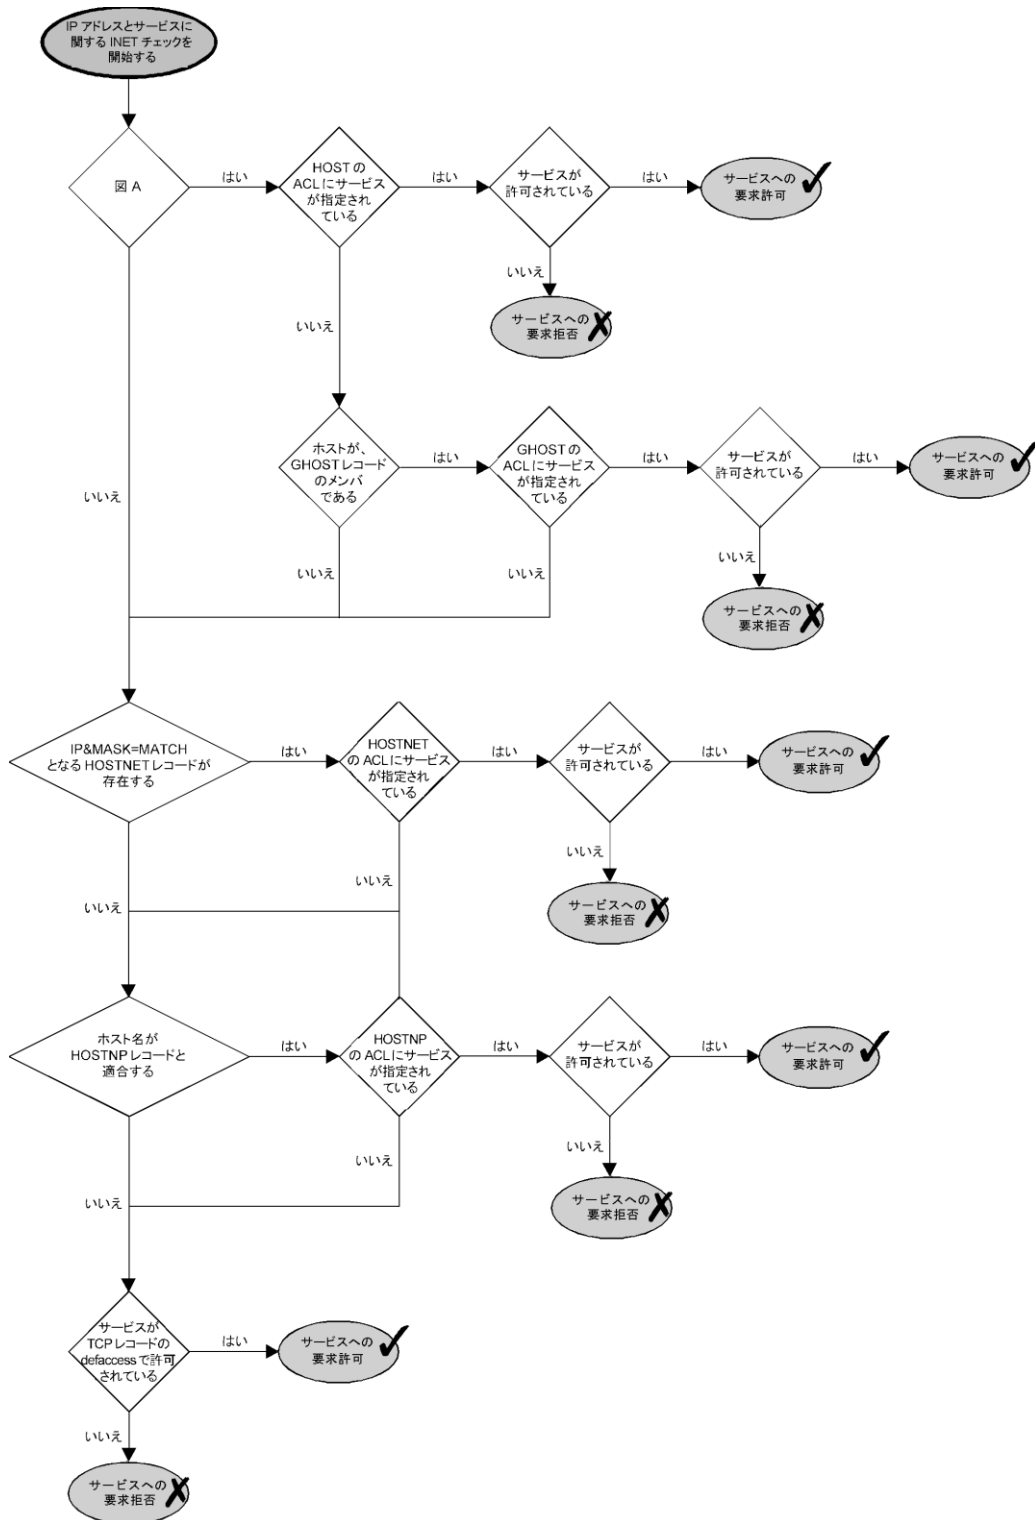 IP アドレスとサービスに
関する INET チェックを
開始する
図 A
はい
HOST の
ACL にサービス
が指定され
ている
はい
サービスが
許可されている
はい
サービスへの
要求許可
いいえ
サービスへの
要求拒否
いいえ
いいえ
ホストが、
GHOST レコード
のメンバ
である
はい
GHOST の
ACL にサービス
が指定され
ている
はい
サービスが
許可されている
はい
サービスへの
要求許可
いいえ
いいえ
いいえ
サービスへの
要求拒否
IP&MASK=MATCH
となる HOSTNET レコードが
存在する
はい
HOSTNET
の ACL にサービス
が指定され
ている
はい
サービスが
許可されている
はい
サービスへの
要求許可
いいえ
いいえ
いいえ
サービスへの
要求拒否
ホスト名が
HOSTNP レコードと
適合する
はい
HOSTNP
の ACL にサービス
が指定され
ている
はい
サービスが
許可されている
はい
サービスへの
要求許可
いいえ
いいえ
いいえ
サービスへの
要求拒否
サービスが
TCP レコードの
defaccess で許可
されている
はい
サービスへの
要求許可
いいえ
サービスへの
要求拒否